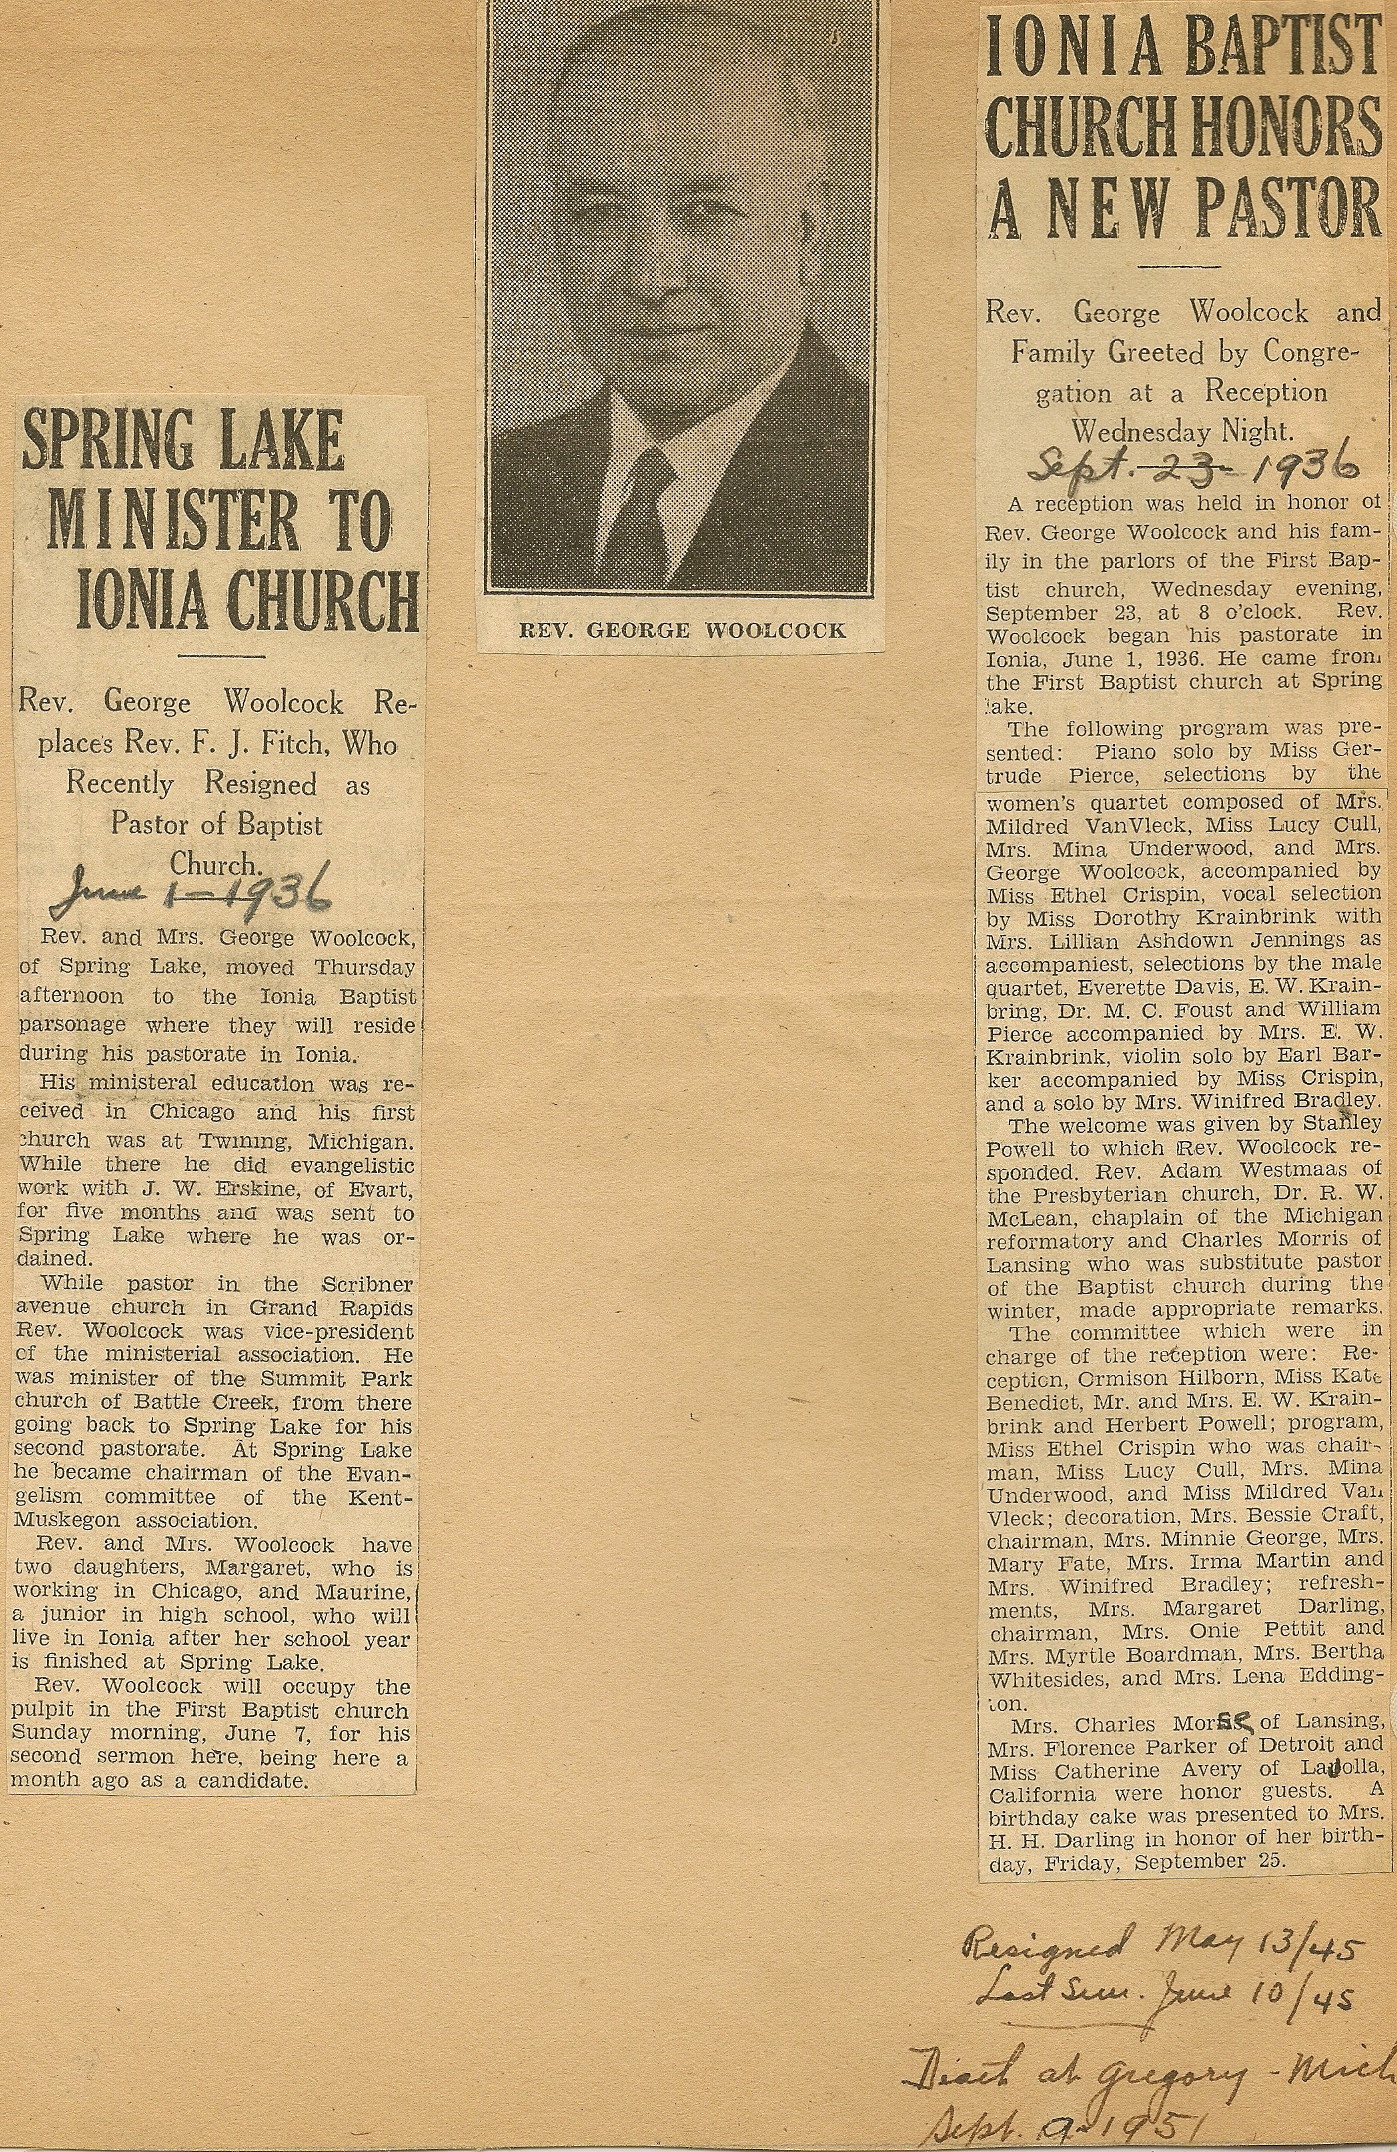 SPRING LAKE
MINISTER TO
IONIA CHURCH
Rev. George Woolcock Re-
places Rev. F. J. Fitch, Who
Recently Resigned as
Pastor of Baptist
Church.
June 1-1936
Rev. and Mrs. George Woolcock,
of Spring Lake, moved Thursday
afternoon to the Ionia Baptist
parsonage where they will reside
during his pastorate in Ionia.
His ministeral education was re-
ceived in Chicago and his first
church was at Twining, Michigan.
While there he did evangelistic
work with J. W. Erskine, of Evart,
for five months and was sent to
Spring Lake where he was or-
dained.
While pastor in the Scribner
avenue church in Grand Rapids
Rev. Woolcock was vice-president
of the ministerial association. He
was minister of the Summit Park
church of Battle Creek, from there
going back to Spring Lake for his
second pastorate. At Spring Lake
he became chairman of the Evan-
gelism committee of the Kent-
Muskegon association.
Rev. and Mrs. Woolcock have
two daughters, Margaret, who is
working in Chicago, and Maurine,
a junior in high school, who will
live in Ionia after her school year
is finished at Spring Lake.
Rev. Woolcock will occupy the
pulpit in the First Baptist church
Sunday morning, June 7, for his
second sermon here, being here a
month ago as a candidate.
REV. GEORGE WOOLCOCK
IONIA BAPTIST
CHURCH HONORS
A NEW PASTOR
Rev. George Woolcock and
Family Greeted by Congre-
gation at a Reception
Wednesday Night.
Sept. 23- 1936
A reception was held in honor of
Rev. George Woolcock and his fam-
ily in the parlors of the First Bap-
tist church, Wednesday evening,
September 23, at 8 o'clock. Rev.
Woolcock began his pastorate in
Ionia, June 1, 1936. He came from
the First Baptist church at Spring
lake.
The following program was pre-
sented: Piano solo by Miss Ger-
trude Pierce, selections by the
women's quartet composed of Mrs.
Mildred VanVleck, Miss Lucy Cull,
Mrs. Mina Underwood, and Mrs.
George Woolcock, accompanied by
Miss Ethel Crispin, vocal selection
by Miss Dorothy Krainbrink with
Mrs. Lillian Ashdown Jennings as
accompaniest, selections by the male
quartet, Everette Davis, E. W. Krain-
bring, Dr. M. C. Foust and William
Pierce accompanied by Mrs. E. W.
Krainbrink, violin solo by Earl Bar-
ker accompanied by Miss Crispin,
and a solo by Mrs. Winifred Bradley.
The welcome was given by Stanley
Powell to which Rev. Woolcock re-
sponded. Rev. Adam Westmaas of
the Presbyterian church, Dr. R. W.
McLean, chaplain of the Michigan
reformatory and Charles Morris of
Lansing who was substitute pastor
of the Baptist church during the
winter, made appropriate remarks.
The committee which were in
charge of the reception were: Re-
ception, Ormison Hilborn, Miss Kate
Benedict, Mr. and Mrs. E. W. Krain-
brink and Herbert Powell; program,
Miss Ethel Crispin who was chair-
man, Miss Lucy Cull, Mrs. Mina
Underwood, and Miss Mildred Van
Vleck; decoration, Mrs. Bessie Craft,
chairman, Mrs. Minnie George, Mrs.
Mary Fate, Mrs. Irma Martin and
Mrs. Winifred Bradley; refresh-
ments, Mrs. Margaret Darling,
chairman, Mrs. Onie Pettit and
Mrs. Myrtle Boardman, Mrs. Bertha
Whitesides, and Mrs. Lena Edding-
ton.
Mrs. Charles Morse of Lansing,
Mrs. Florence Parker of Detroit and
Miss Catherine Avery of LaJolla,
California were honor guests. A
birthday cake was presented to Mrs.
H. H. Darling in honor of her birth-
day, Friday, September 25.
Resigned May 13/45
Last Sun. June 10/45
at Gregory - Mich
Sept. 9-1951